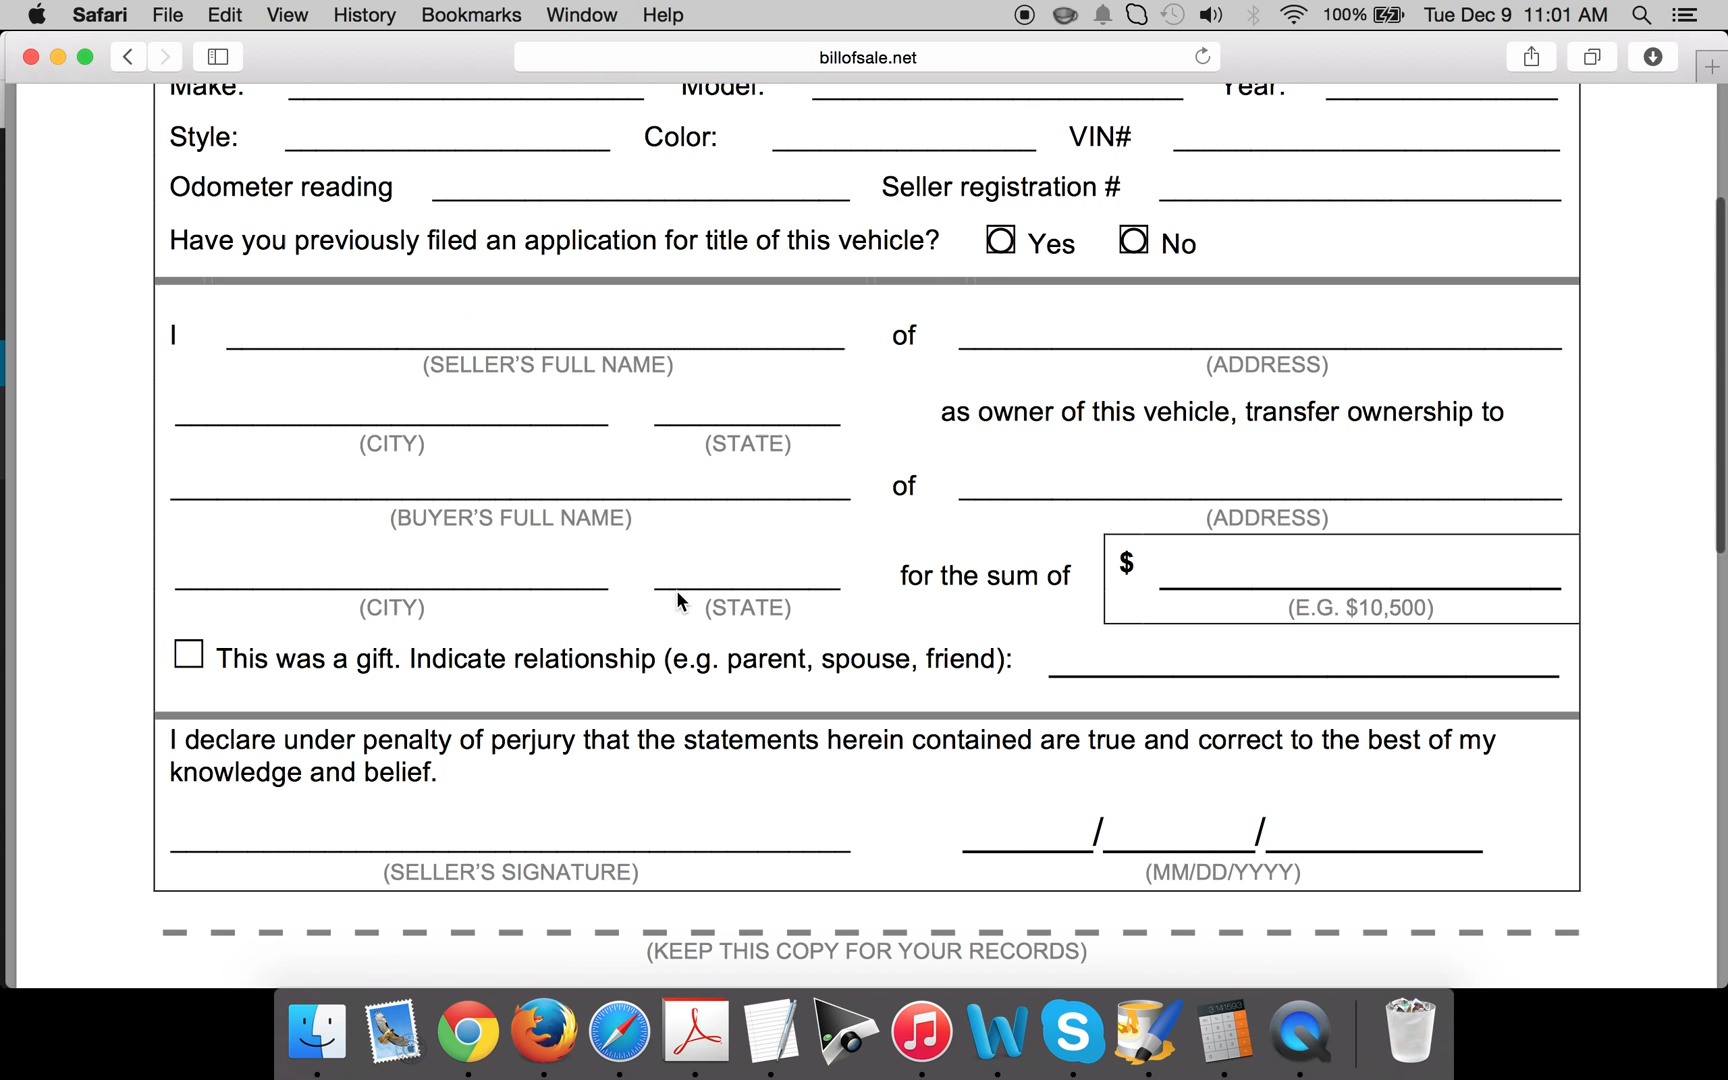 Safari File Edit View History Bookmarks Window Help 100% Tue Dec 9 11:01 AM
billofsale.net
Make: Model: Year:
Style: Color: VIN#
Odometer reading Seller registration #
Have you previously filed an application for title of this vehicle? Yes No
I of
(SELLER'S FULL NAME) (ADDRESS)
as owner of this vehicle, transfer ownership to
(CITY) (STATE)
of
(BUYER'S FULL NAME) (ADDRESS)
for the sum of $
(CITY) (STATE) (E.G. $10,500)
This was a gift. Indicate relationship (e.g. parent, spouse, friend):
I declare under penalty of perjury that the statements herein contained are true and correct to the best of my
knowledge and belief.
/ /
(SELLER'S SIGNATURE) (MM/DD/YYYY)
(KEEP THIS COPY FOR YOUR RECORDS)